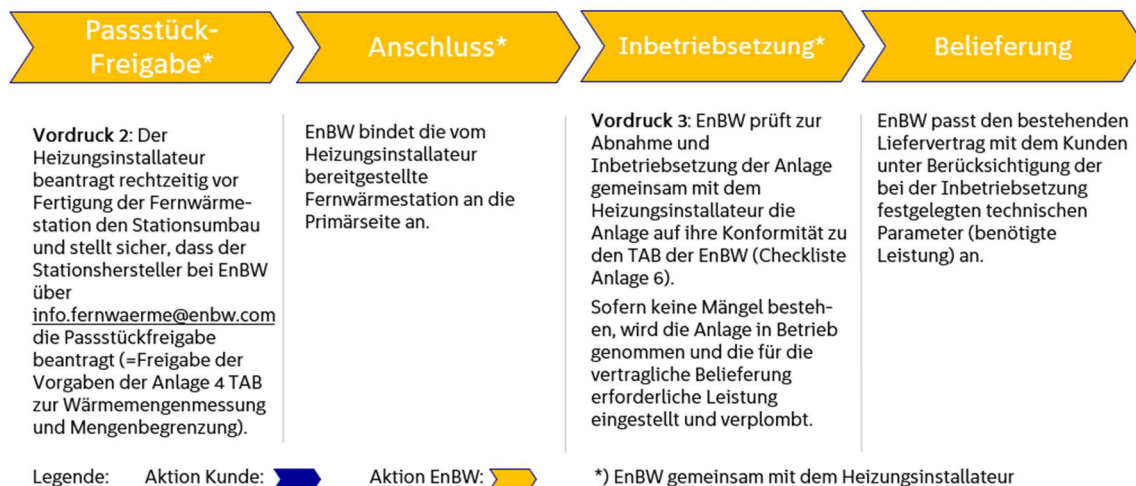 Passstück-
Freigabe*
Anschluss*
Inbetriebsetzung*
Belieferung
Vordruck 2: Der
Heizungsinstallateur
beantragt rechtzeitig vor
Fertigung der Fernwärme-
station den Stationsumbau
und stellt sicher, dass der
Stationshersteller bei EnBW
über
info.fernwaerme@enbw.com
die Passstückfreigabe
beantragt (=Freigabe der
Vorgaben der Anlage 4 TAB
zur Wärmemengenmessung
und Mengenbegrenzung).
EnBW bindet die vom
Heizungsinstallateur
bereitgestellte
Fernwärmestation an die
Primärseite an.
Vordruck 3: EnBW prüft zur
Abnahme und
Inbetriebsetzung der Anlage
gemeinsam mit dem
Heizungsinstallateur die
Anlage auf ihre Konformität zu
den TAB der EnBW (Checkliste
Anlage 6).
Sofern keine Mängel besteh-
en, wird die Anlage in Betrieb
genommen und die für die
vertragliche Belieferung
erforderliche Leistung
eingestellt und verplombt.
EnBW passt den bestehenden
Liefervertrag mit dem Kunden
unter Berücksichtigung der
bei der Inbetriebsetzung
festgelegten technischen
Parameter (benötigte
Leistung) an.
Legende: Aktion Kunde: Aktion EnBW: *) EnBW gemeinsam mit dem Heizungsinstallateur